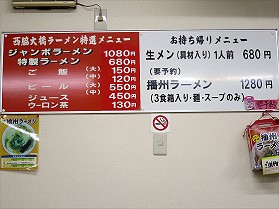 西脇大橋ラーメン特選メニュー
ジャンボラーメン 1080円
特製ラーメン 680円
ご飯 (大) 150円
(中) 120円
ビール (大) 550円
ジュース 450円
ウーロン茶 130円
お持ち帰りメニュー
生メン(具材入り)1人前 680円
(要予約)
播州ラーメン 1280円
(3食箱入り・麺・スープのみ)
播州ラーメン